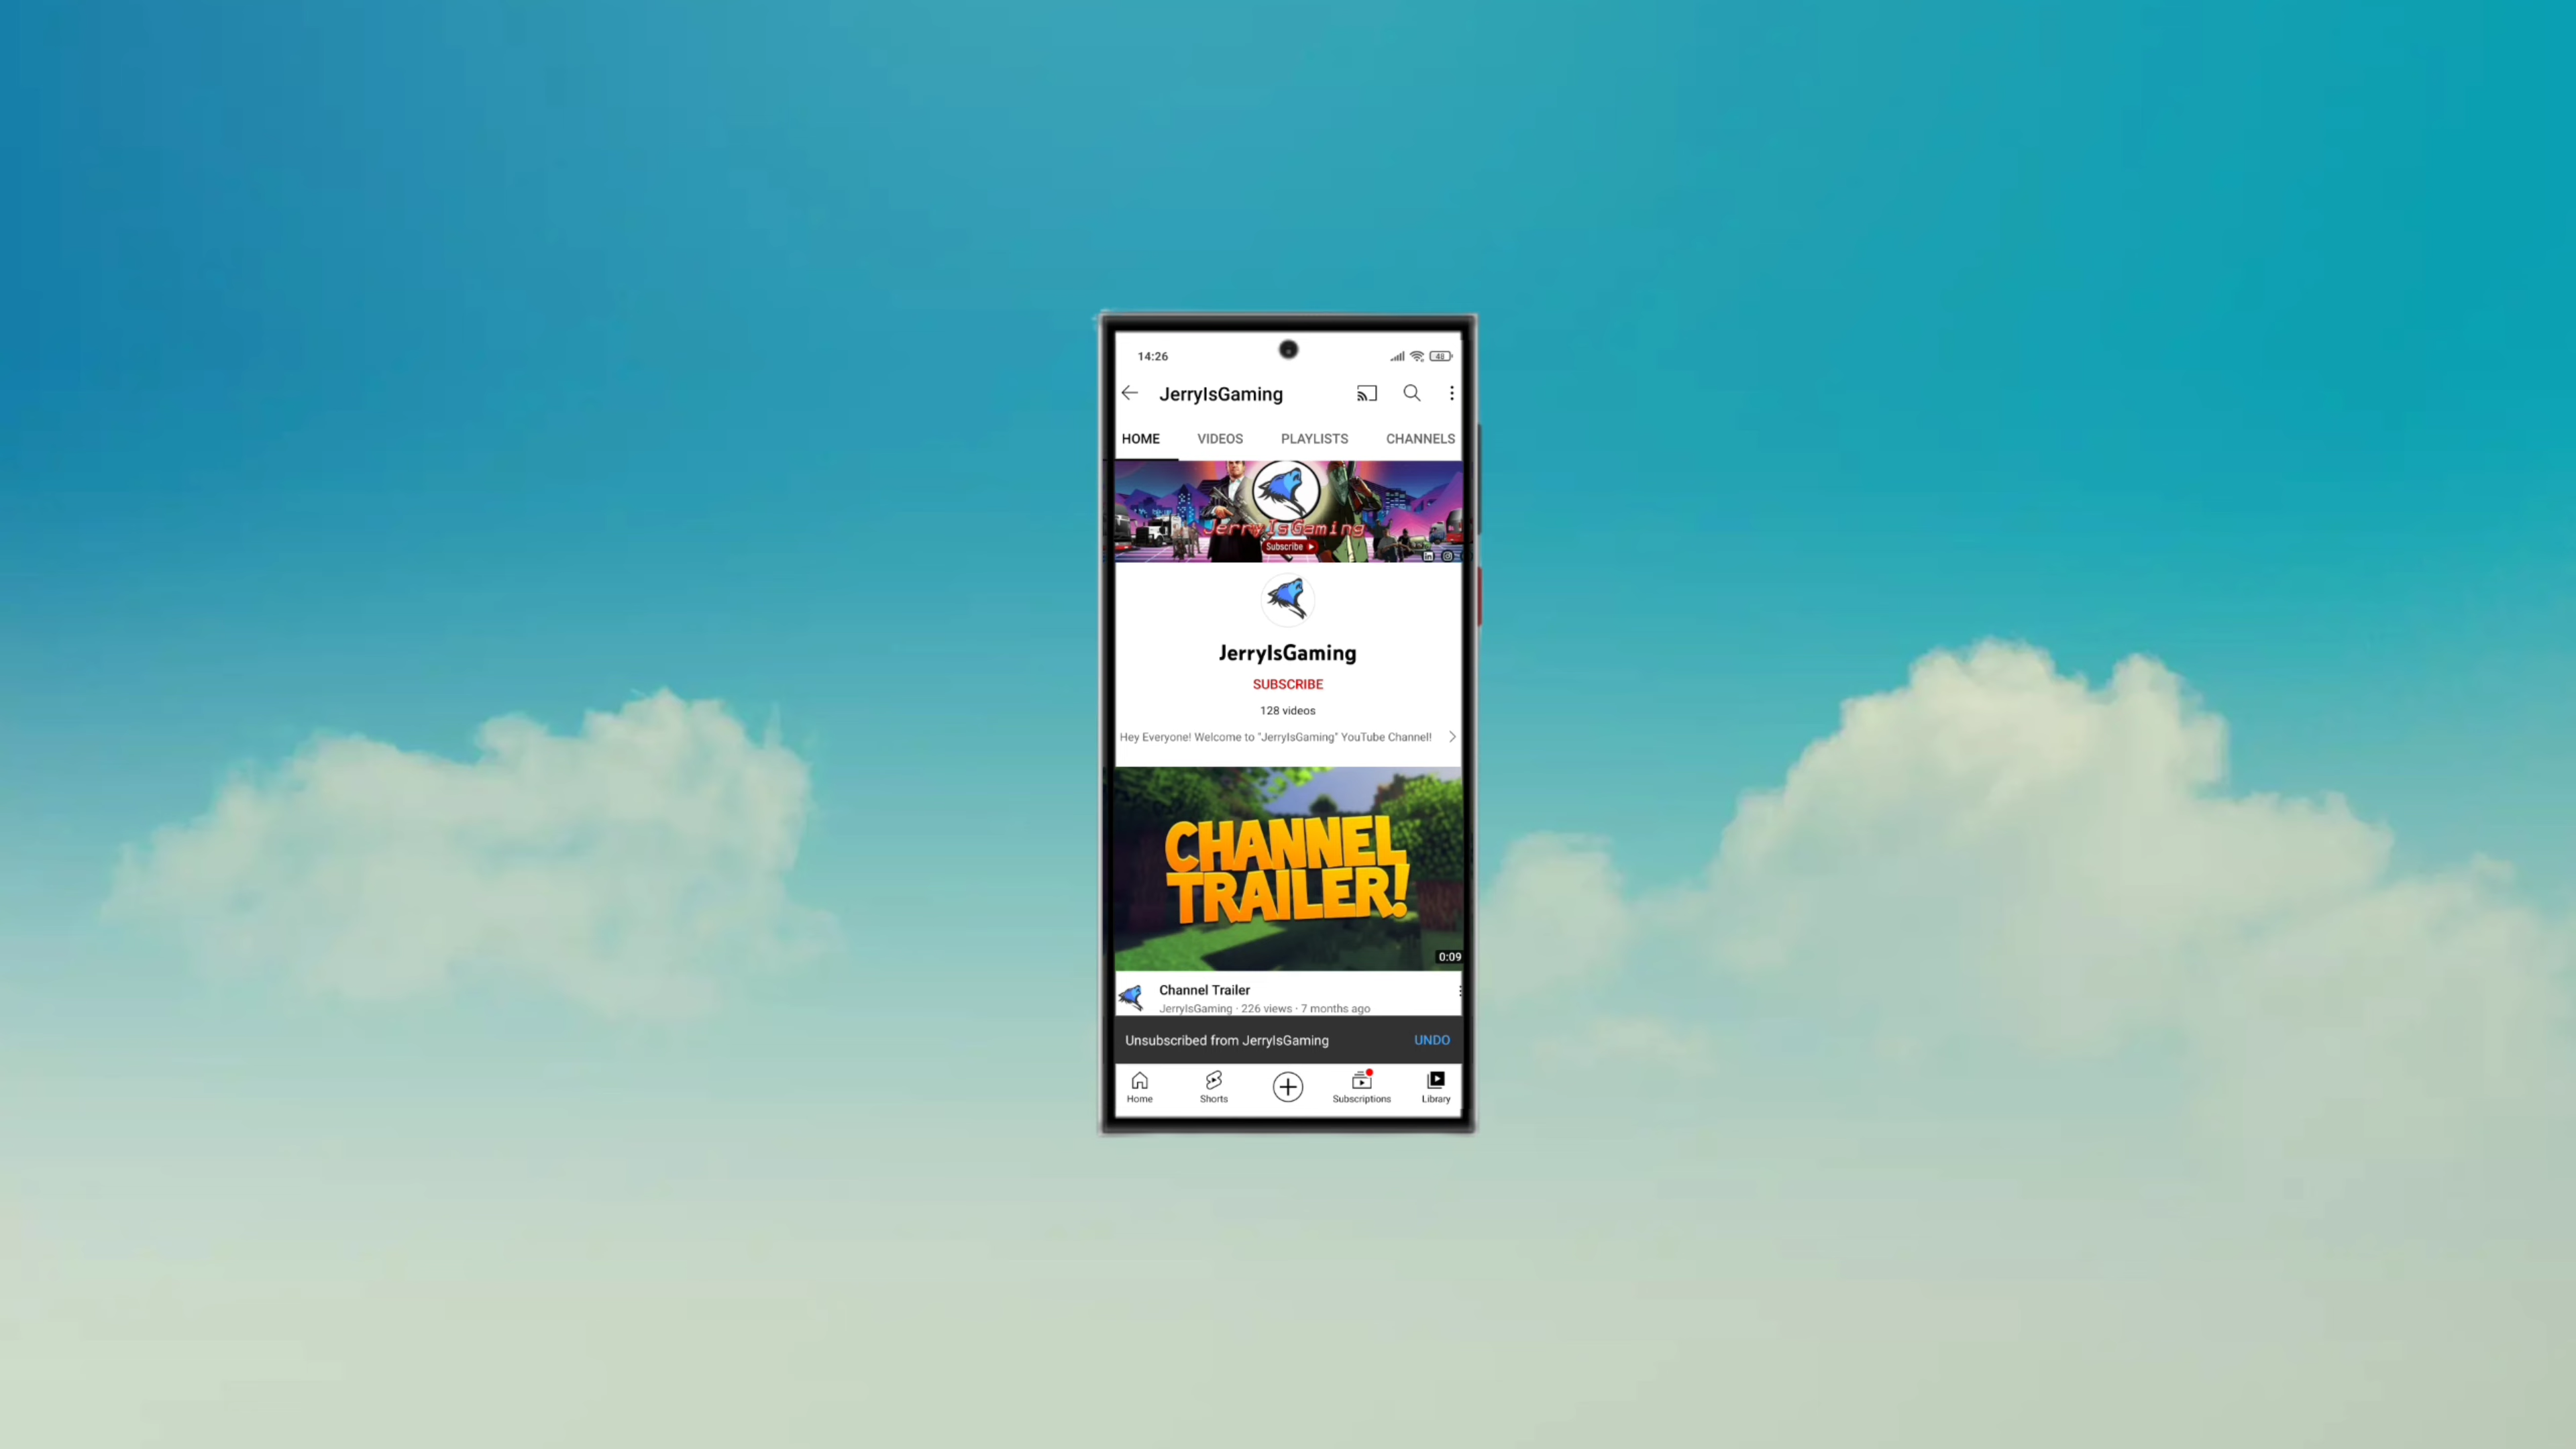 14:26
48
JerryIsGaming
HOME VIDEOS PLAYLISTS CHANNELS
JerryIsGaming
Subscribe
in
JerryIsGaming
SUBSCRIBE
128 videos
Hey Everyone! Welcome to "JerryIsGaming" YouTube Channel!
CHANNEL
TRAILER!
0:09
Channel Trailer
JerryIsGaming · 226 views · 7 months ago
Unsubscribed from JerryIsGaming UNDO
Home Shorts Subscriptions Library